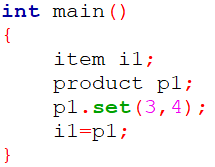 int main()
{
    item i1;
    product p1;
    p1.set(3,4);
    i1=p1;
}